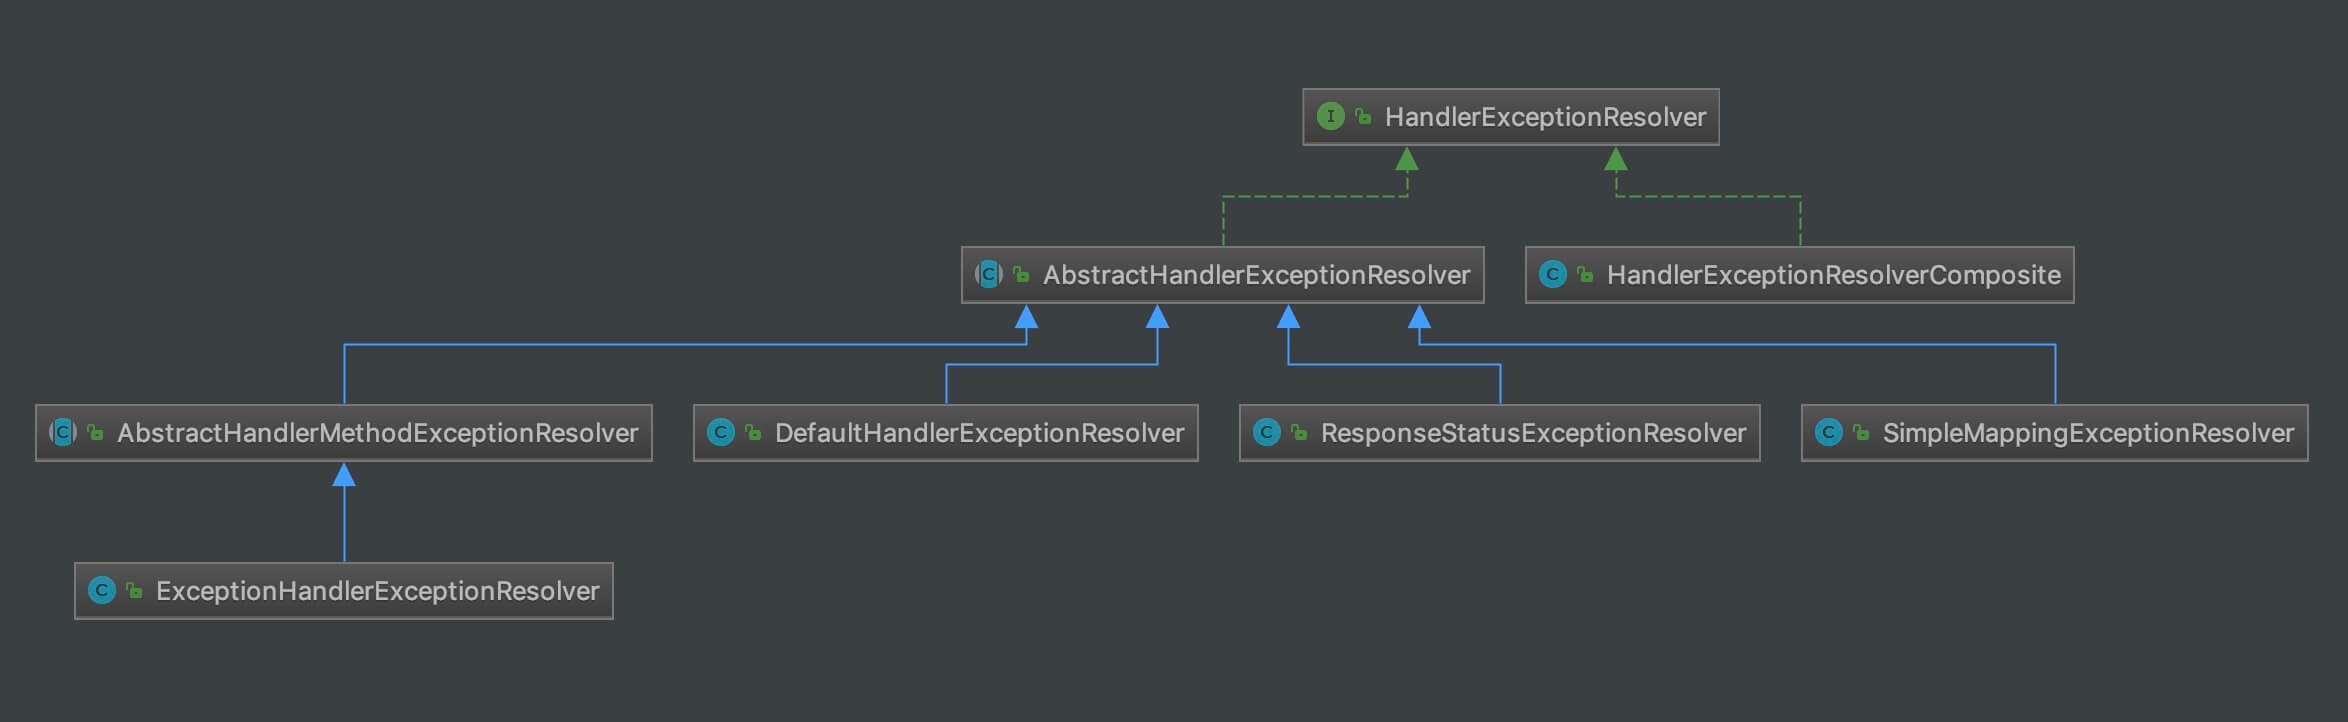 I HandlerExceptionResolver
C AbstractHandlerExceptionResolver
C HandlerExceptionResolverComposite
C AbstractHandlerMethodExceptionResolver
C DefaultHandlerExceptionResolver
C ResponseStatusExceptionResolver
C SimpleMappingExceptionResolver
C ExceptionHandlerExceptionResolver